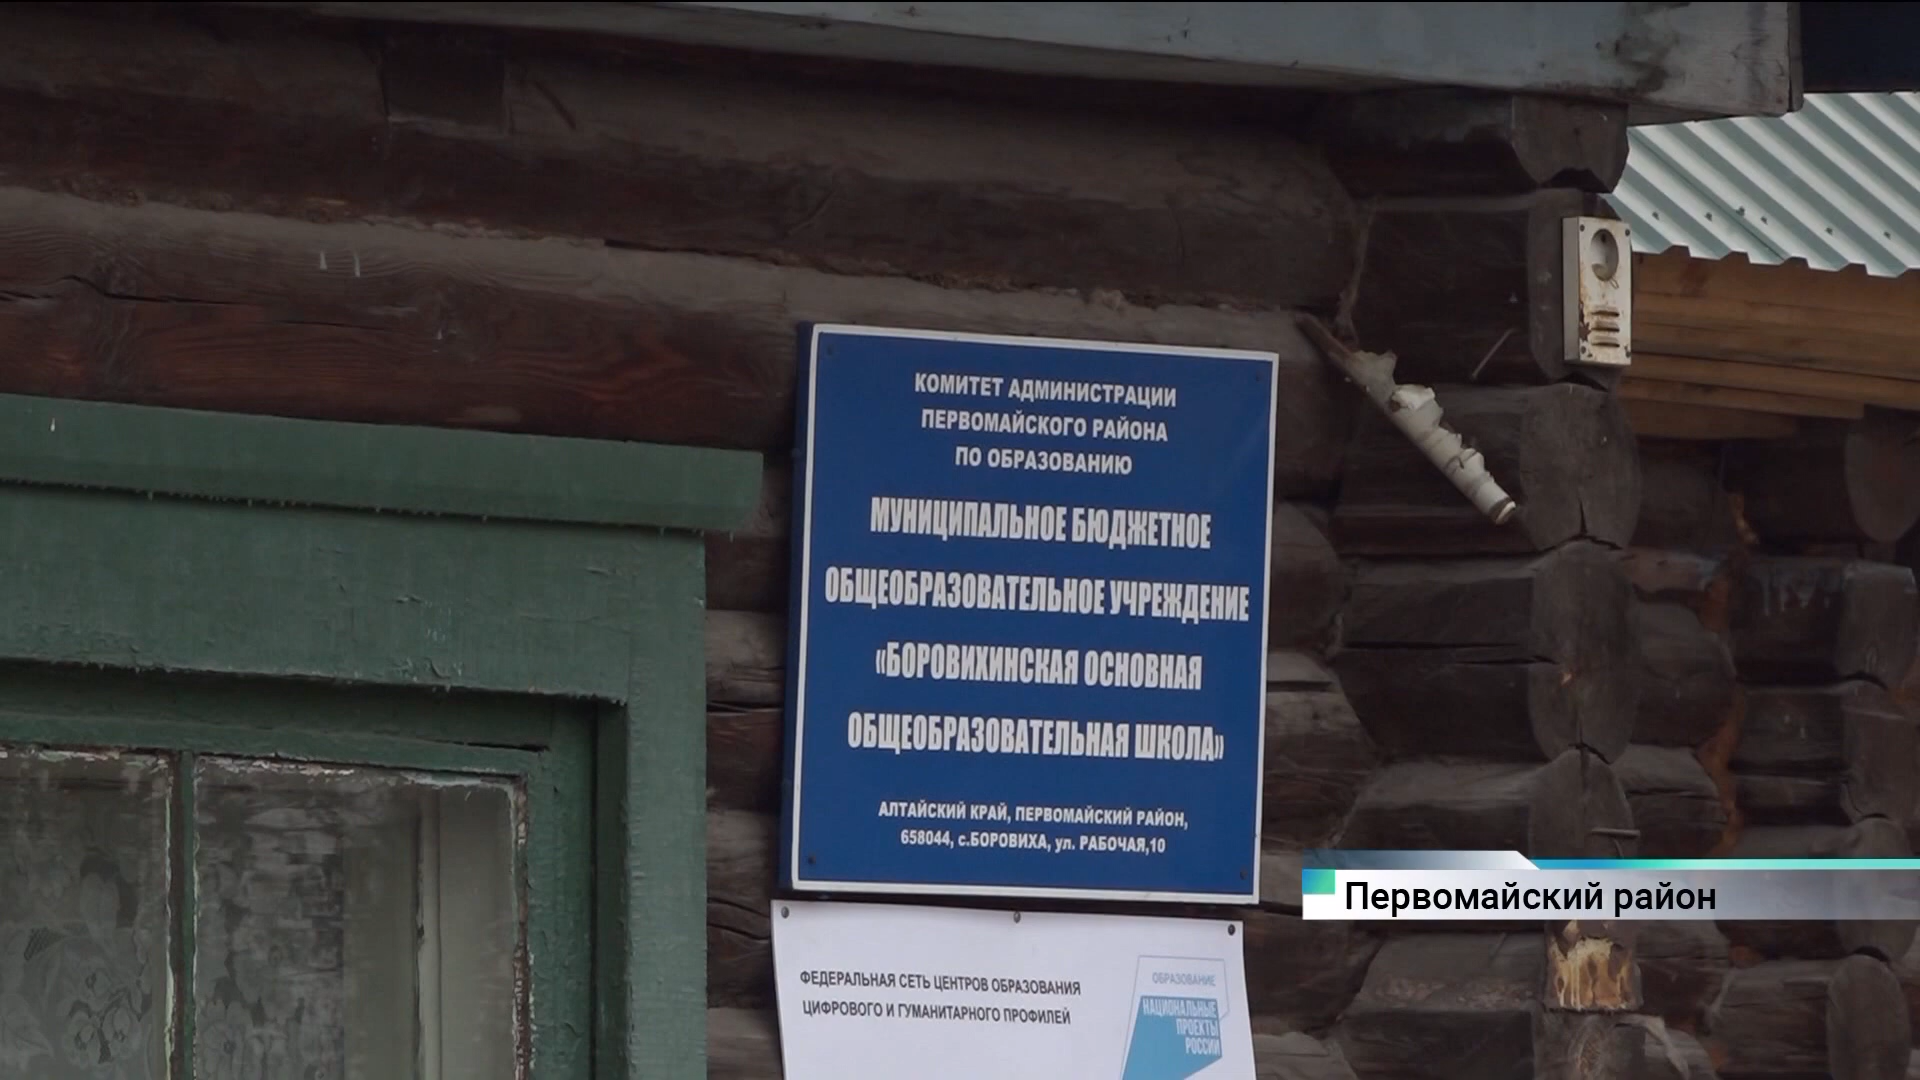 КОМИТЕТ АДМИНИСТРАЦИИ
ПЕРВОМАЙСКОГО РАЙОНА
ПО ОБРАЗОВАНИЮ
МУНИЦИПАЛЬНОЕ БЮДЖЕТНОЕ
ОБЩЕОБРАЗОВАТЕЛЬНОЕ УЧРЕЖДЕНИЕ
«БОРОВИХИНСКАЯ ОСНОВНАЯ
ОБЩЕОБРАЗОВАТЕЛЬНАЯ ШКОЛА»
АЛТАЙСКИЙ КРАЙ, ПЕРВОМАЙСКИЙ РАЙОН,
658044, с.БОРОВИХА, ул. РАБОЧАЯ,10
Первомайский район
ФЕДЕРАЛЬНАЯ СЕТЬ ЦЕНТРОВ ОБРАЗОВАНИЯ
ЦИФРОВОГО И ГУМАНИТАРНОГО ПРОФИЛЕЙ
ОБРАЗОВАНИЕ
НАЦИОНАЛЬНЫЕ
ПРОЕКТЫ
РОССИИ